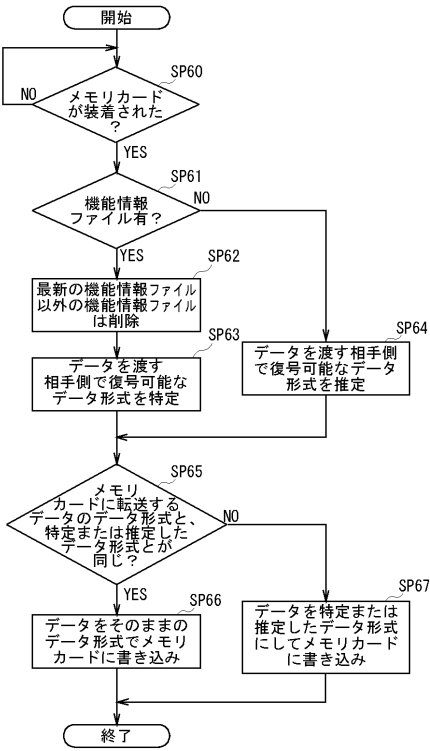 開始
SP60
メモリカード
が装着された
？
NO
YES
SP61
機能情報
ファイル有？
NO
YES
SP62
最新の機能情報ファイル
以外の機能情報ファイル
は削除
SP63
データを渡す
相手側で復号可能な
データ形式を特定
SP64
データを渡す相手側
で復号可能なデータ
形式を推定
SP65
メモリ
カードに転送する
データのデータ形式と、
特定または推定した
データ形式とが
同じ？
NO
YES
SP66
データをそのままの
データ形式でメモリ
カードに書き込み
SP67
データを特定または
推定したデータ形式
にしてメモリカード
に書き込み
終了